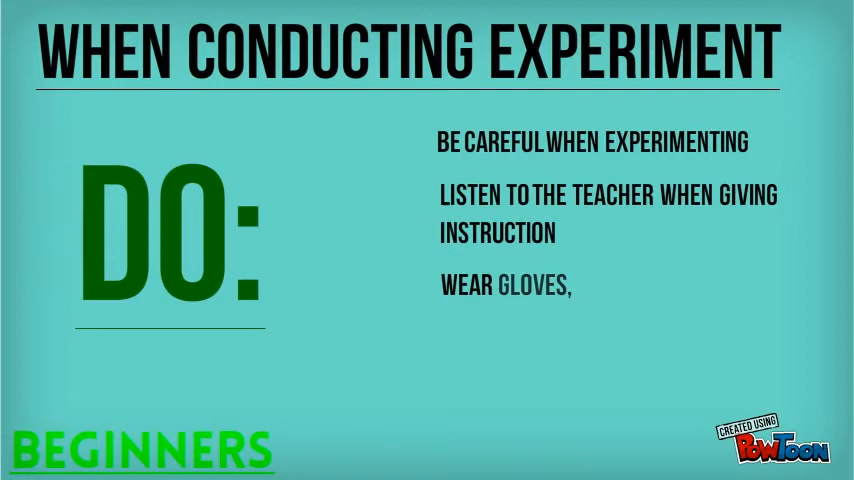 WHEN CONDUCTING EXPERIMENT
DO:
BE CAREFUL WHEN EXPERIMENTING
LISTEN TO THE TEACHER WHEN GIVING
INSTRUCTION
WEAR GLOVES,
BEGINNERS
CREATED USING
POWTOON